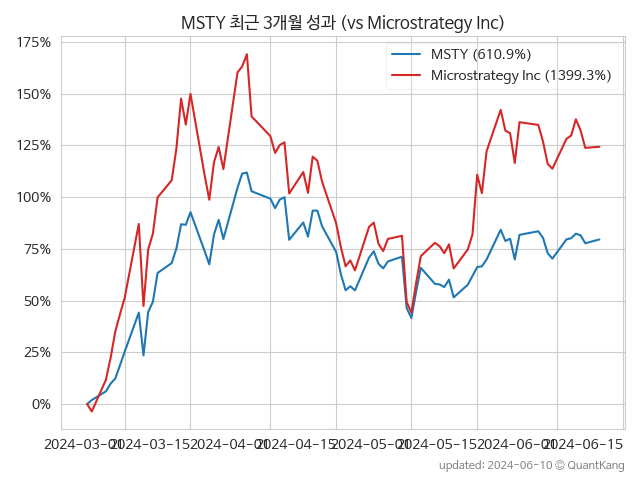 MSTY 최근 3개월 성과 (vs Microstrategy Inc)
MSTY (610.9%)
Microstrategy Inc (1399.3%)
175%
150%
125%
100%
75%
50%
25%
0%
2024-03-01 2024-03-15 2024-04-01 2024-04-15 2024-05-01 2024-05-15 2024-06-01 2024-06-15
updated: 2024-06-10 © QuantKang